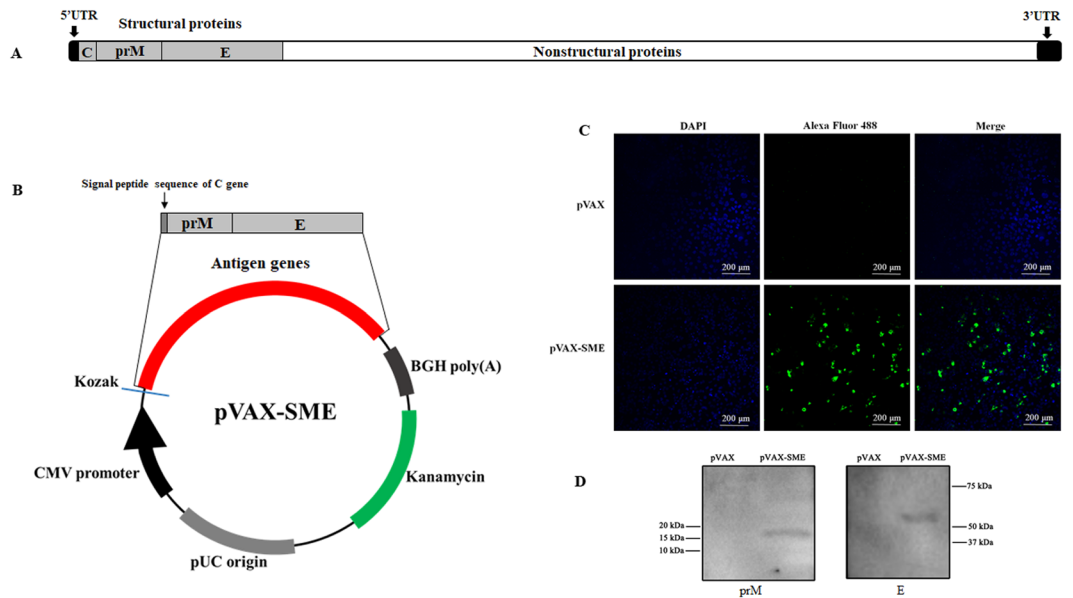 5'UTR
Structural proteins
3'UTR
A
C
prM
E
Nonstructural proteins
B
Signal peptide sequence of C gene
prM
E
Antigen genes
Kozak
BGH poly(A)
pVAX-SME
CMV promoter
Kanamycin
pUC origin
C
DAPI
Alexa Fluor 488
Merge
pVAX
200 μm
200 μm
200 μm
pVAX-SME
200 μm
200 μm
200 μm
D
pVAX
pVAX-SME
20 kDa
15 kDa
10 kDa
prM
pVAX
pVAX-SME
75 kDa
50 kDa
37 kDa
E